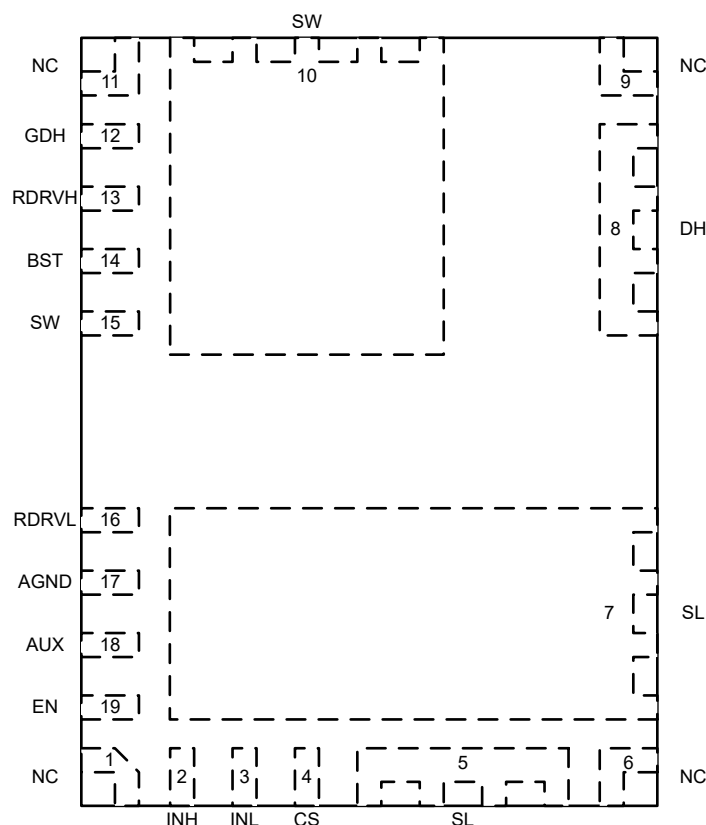 SW
NC 11 10 9 NC
GDH 12
RDRVH 13
8 DH
BST 14
SW 15
RDRVL 16
AGND 17
7 SL
AUX 18
EN 19
NC 1 2 3 4 5 6 NC
INH INL CS SL